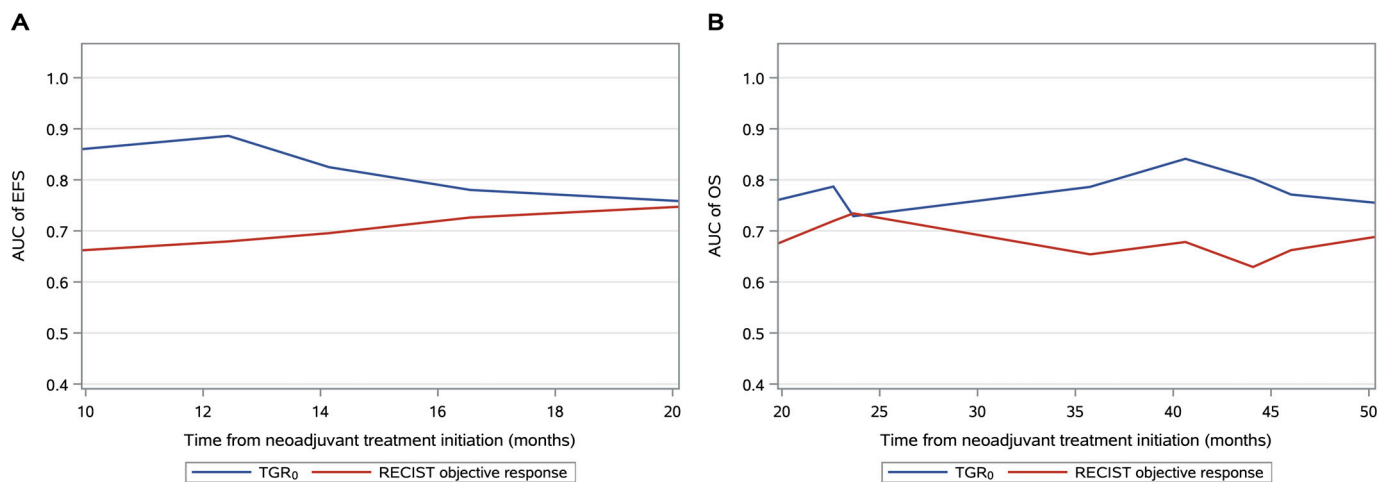 A
1.0
0.9
0.8
0.7
0.6
0.5
0.4
AUC of EFS
10 12 14 16 18 20
Time from neoadjuvant treatment initiation (months)
TGR₀ RECIST objective response
B
1.0
0.9
0.8
0.7
0.6
0.5
0.4
AUC of OS
20 25 30 35 40 45 50
Time from neoadjuvant treatment initiation (months)
TGR₀ RECIST objective response